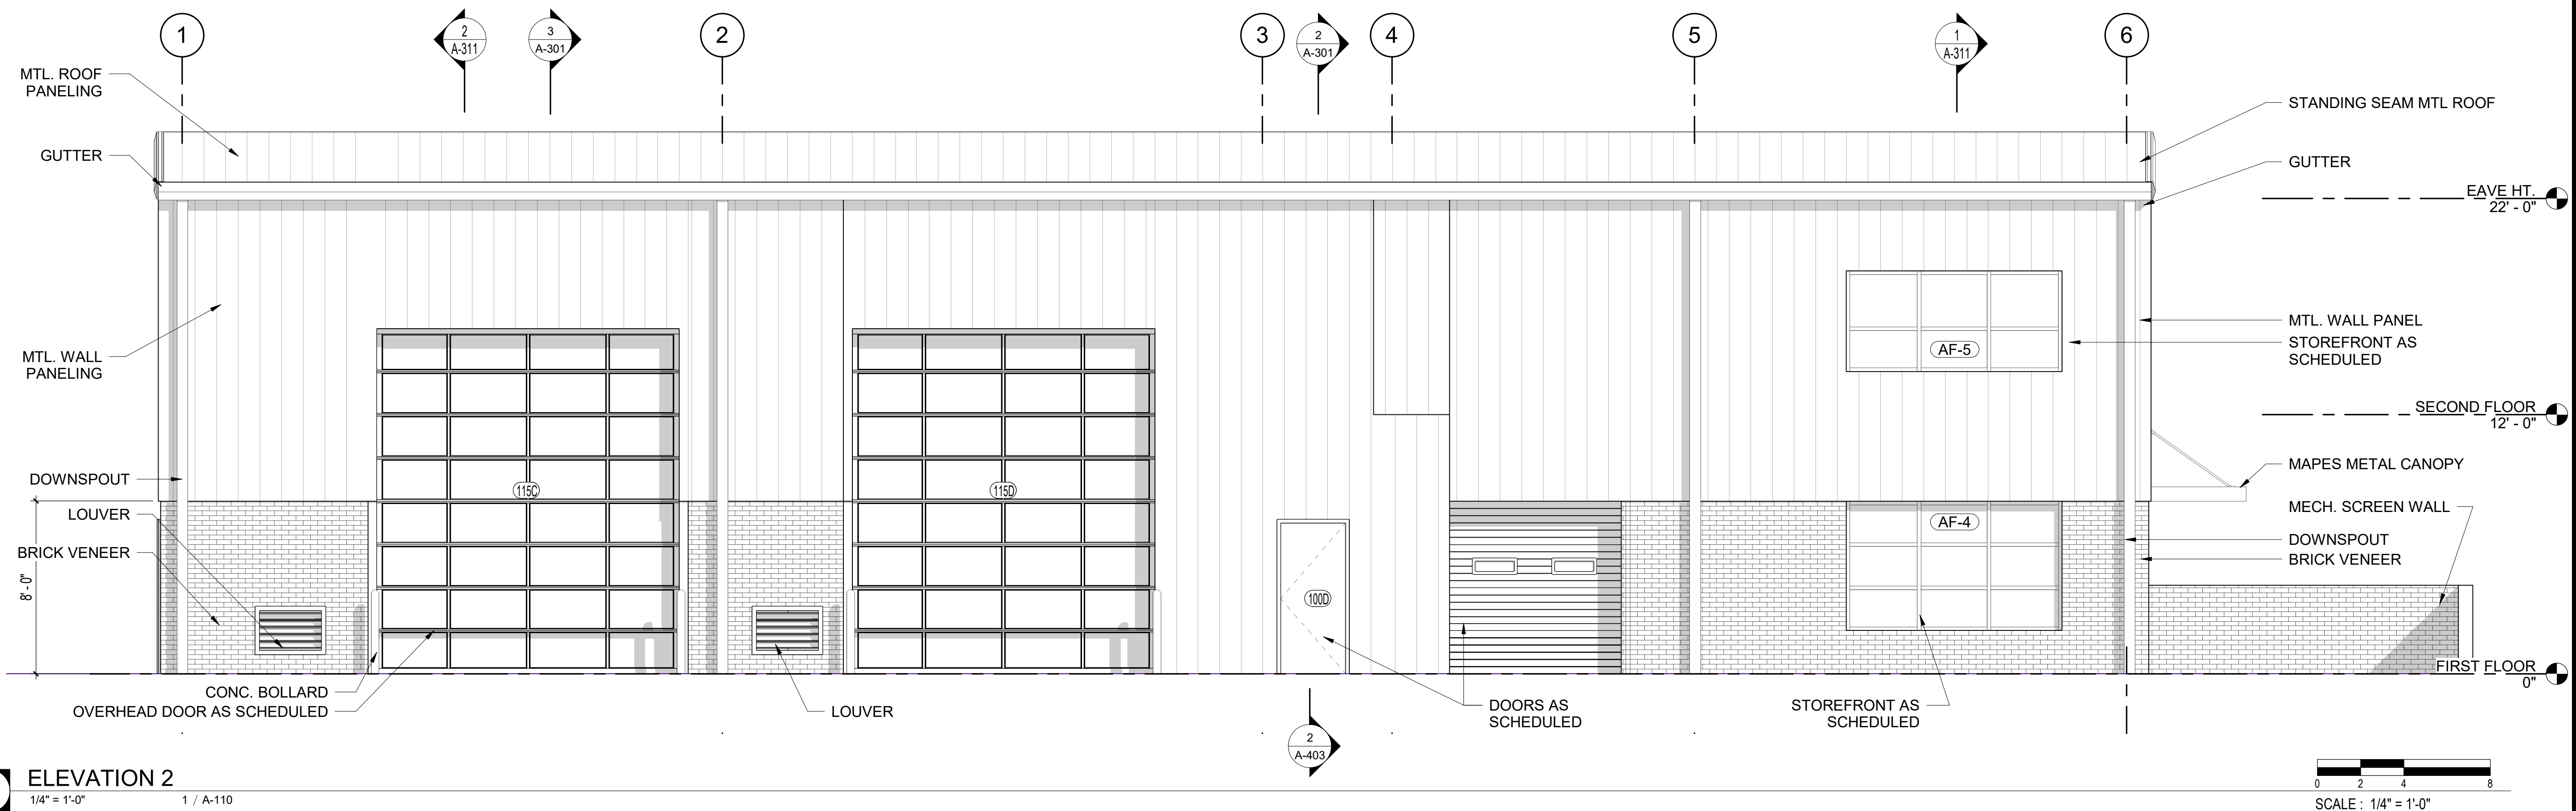 1
2
A-311
3
A-301
2
3
2
A-301
4
5
1
A-311
6
MTL. ROOF
PANELING
STANDING SEAM MTL ROOF
GUTTER
GUTTER
EAVE HT.
22' - 0"
MTL. WALL PANEL
STOREFRONT AS
SCHEDULED
AF-5
MTL. WALL
PANELING
SECOND FLOOR
12' - 0"
MAPES METAL CANOPY
DOWNSPOUT
115C
115D
LOUVER
MECH. SCREEN WALL
AF-4
DOWNSPOUT
BRICK VENEER
BRICK VENEER
8' - 0"
100D
FIRST FLOOR
0"
CONC. BOLLARD
OVERHEAD DOOR AS SCHEDULED
LOUVER
DOORS AS
SCHEDULED
STOREFRONT AS
SCHEDULED
2
A-403
ELEVATION 2
1/4" = 1'-0"
1 / A-110
0 2 4 8
SCALE : 1/4" = 1'-0"